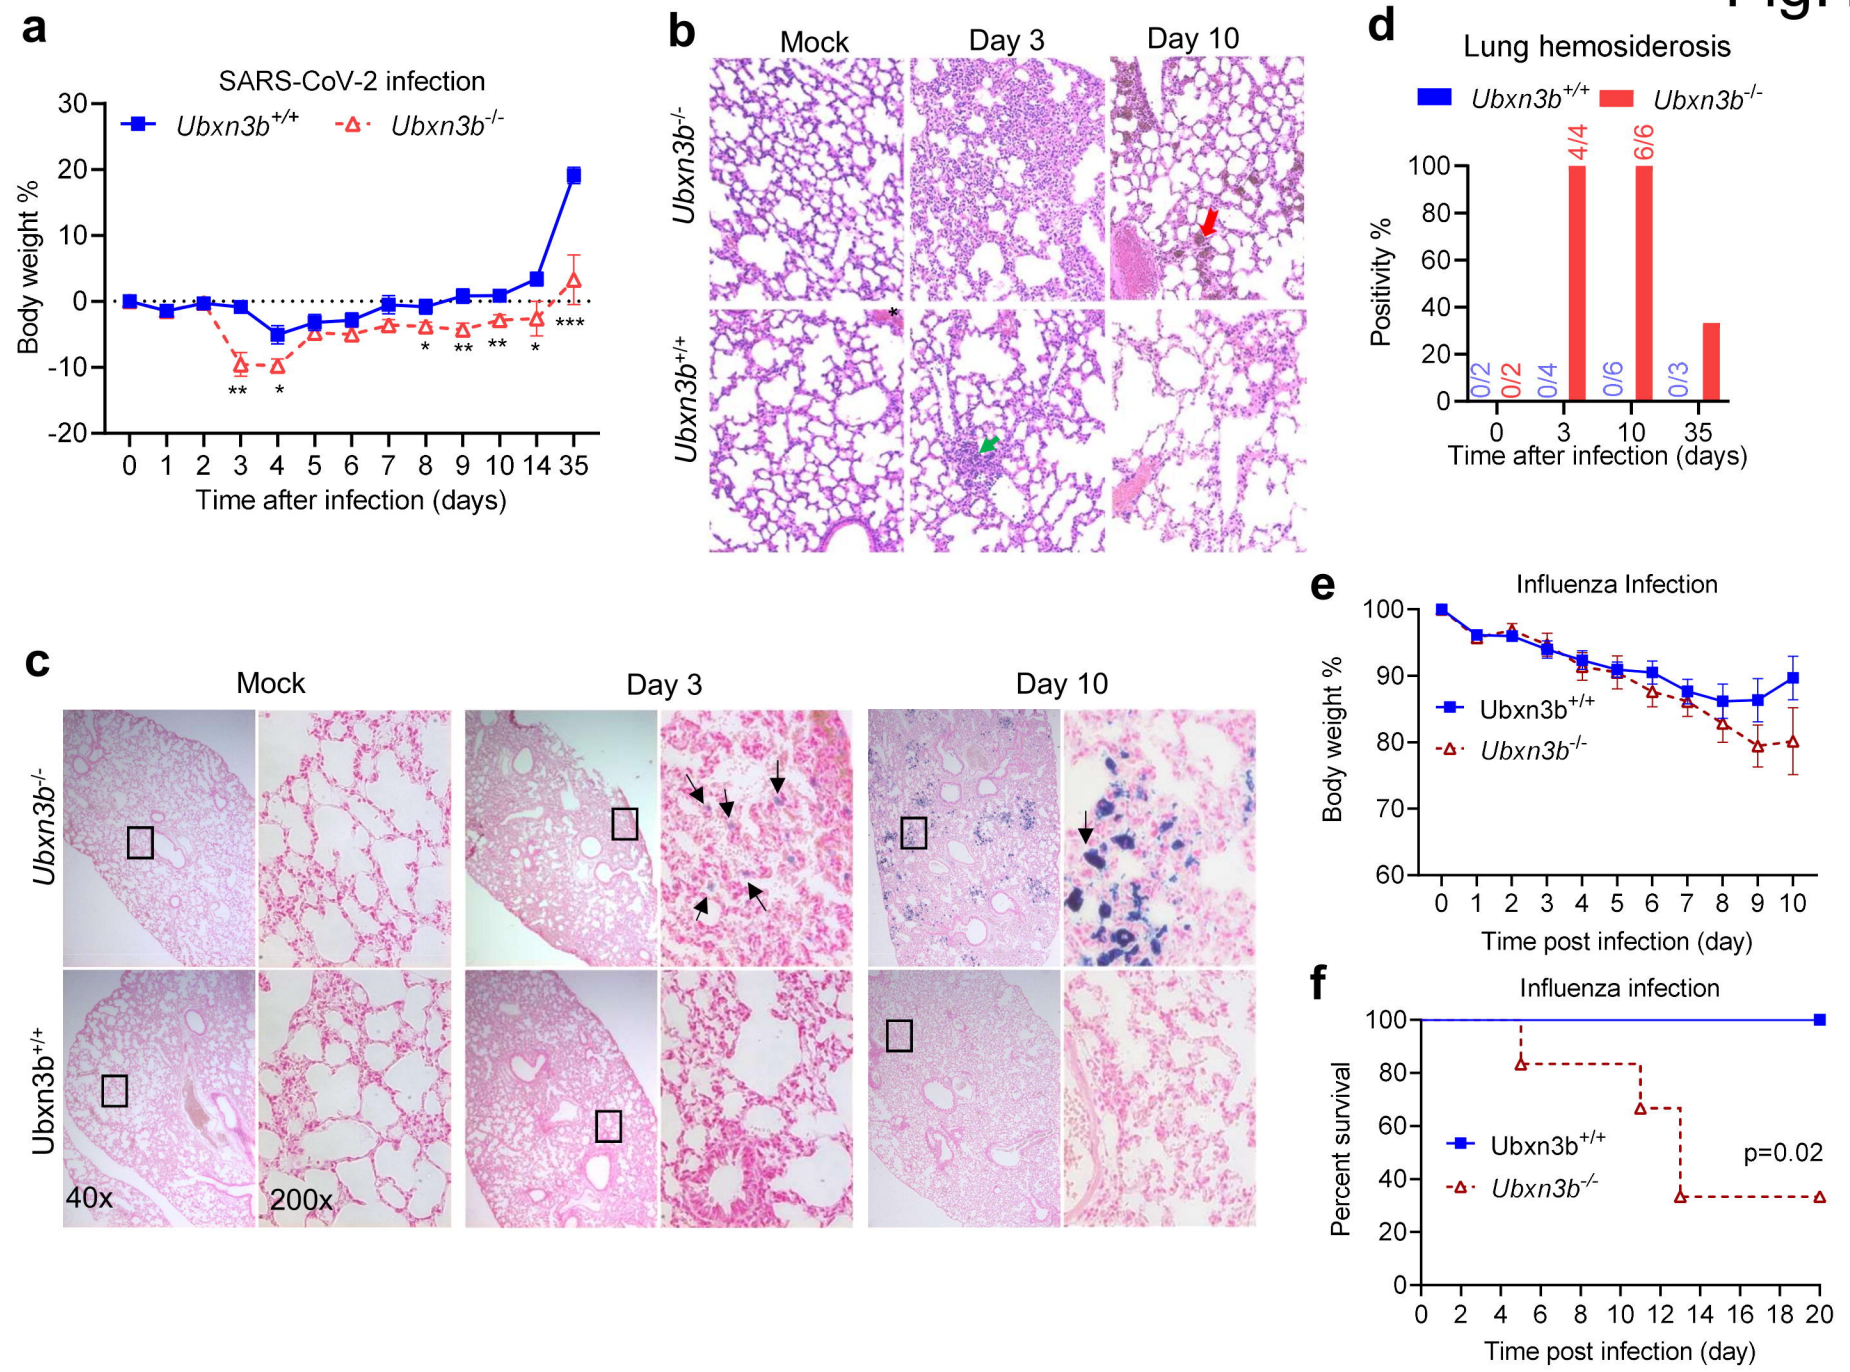 a
SARS-CoV-2 infection
Ubxn3b+/+
Ubxn3b-/-
Body weight %
30
20
10
0
-10
-20
**
*
*
**
**
*
***
0 1 2 3 4 5 6 7 8 9 10 14 35
Time after infection (days)
b
Mock
Day 3
Day 10
Ubxn3b-/-
Ubxn3b+/+
*
d
Lung hemosiderosis
Ubxn3b+/+
Ubxn3b-/-
Positivity %
100
80
60
40
20
0
0/2
0/2
0/4
4/4
0/6
6/6
0/3
0 3 10 35
Time after infection (days)
c
Mock
Day 3
Day 10
Ubxn3b-/-
Ubxn3b+/+
40x
200x
e
Influenza Infection
Body weight %
100
90
80
70
60
Ubxn3b+/+
Ubxn3b-/-
0 1 2 3 4 5 6 7 8 9 10
Time post infection (day)
f
Influenza infection
Percent survival
100
80
60
40
20
0
Ubxn3b+/+
Ubxn3b-/-
p=0.02
0 2 4 6 8 10 12 14 16 18 20
Time post infection (day)